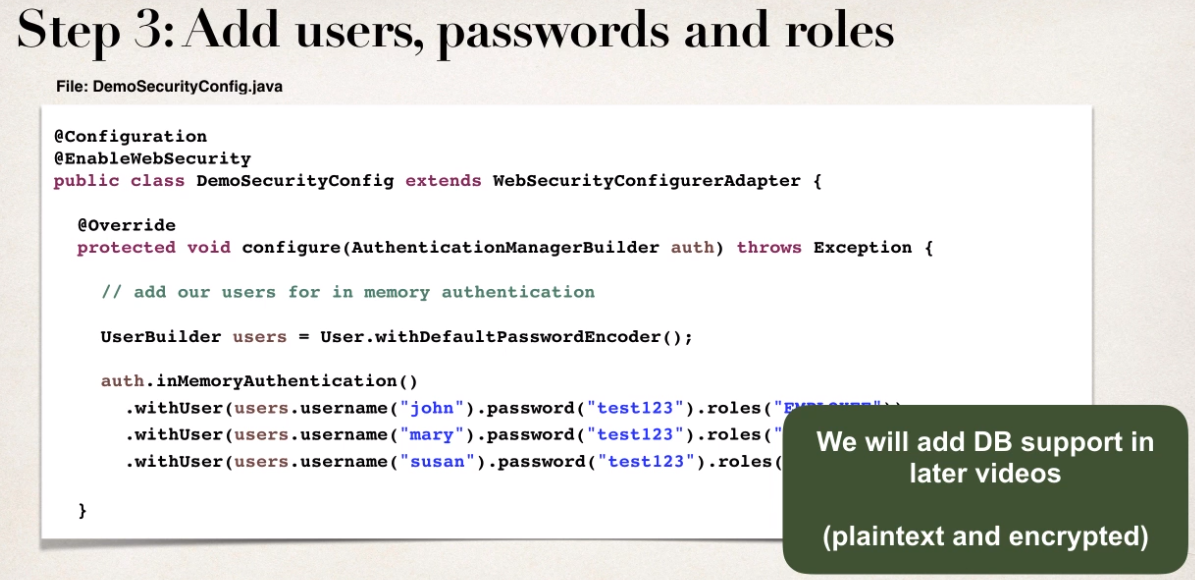 Step 3: Add users, passwords and roles
File: DemoSecurityConfig.java
@Configuration
@EnableWebSecurity
public class DemoSecurityConfig extends WebSecurityConfigurerAdapter {
@Override
protected void configure(AuthenticationManagerBuilder auth) throws Exception {
// add our users for in memory authentication
UserBuilder users = User.withDefaultPasswordEncoder();
auth.inMemoryAuthentication()
.withUser(users.username("john").password("test123").roles("EMPLOYEE"))
.withUser(users.username("mary").password("test123").roles("
.withUser(users.username("susan").password("test123").roles(
}
We will add DB support in
later videos
(plaintext and encrypted)